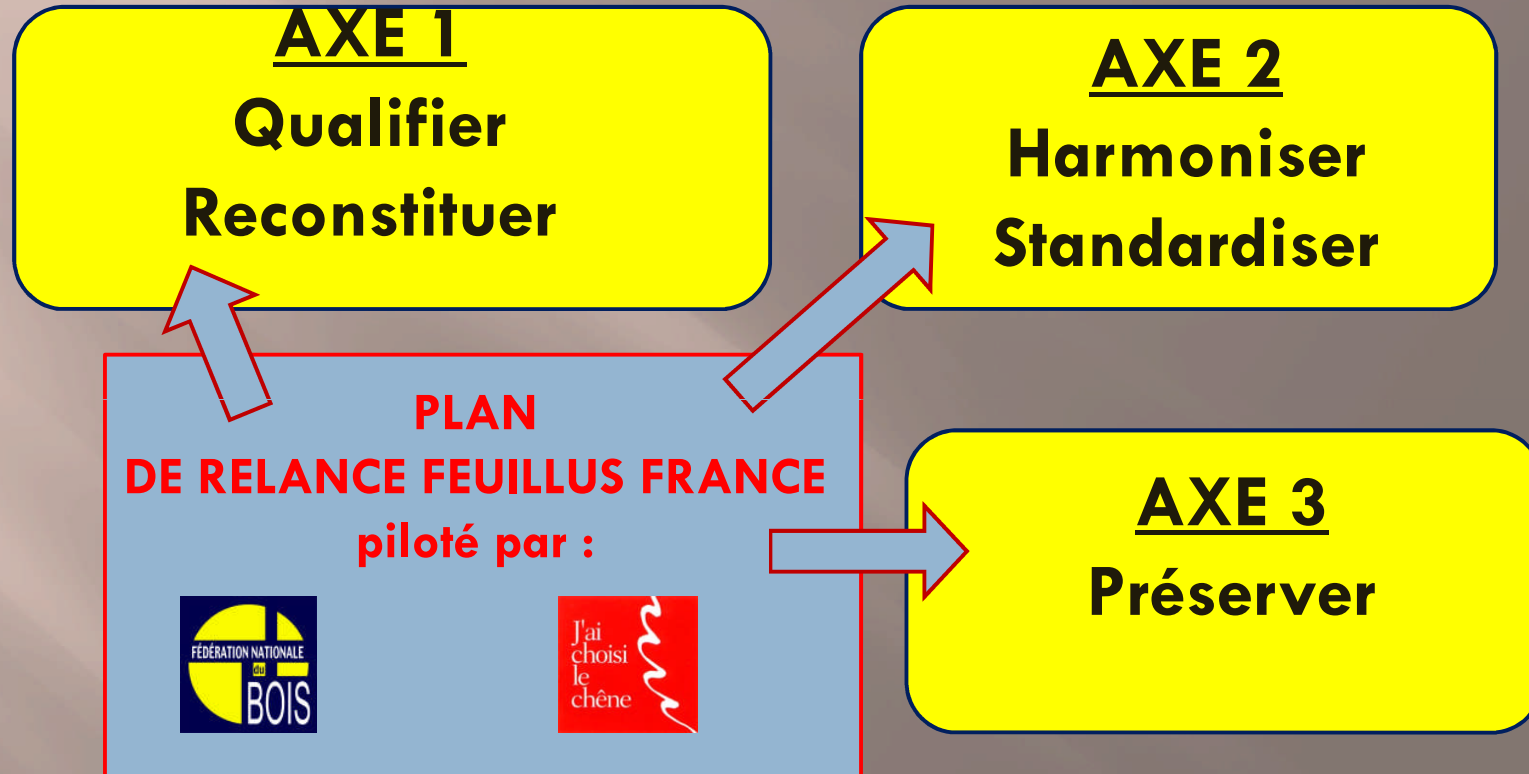 AXE 1
Qualifier
Reconstituer
AXE 2
Harmoniser
Standardiser
PLAN
DE RELANCE FEUILLUS FRANCE
piloté par :
FÉDÉRATION NATIONALE
du
BOIS
J'ai
choisi
le
chêne
AXE 3
Préserver